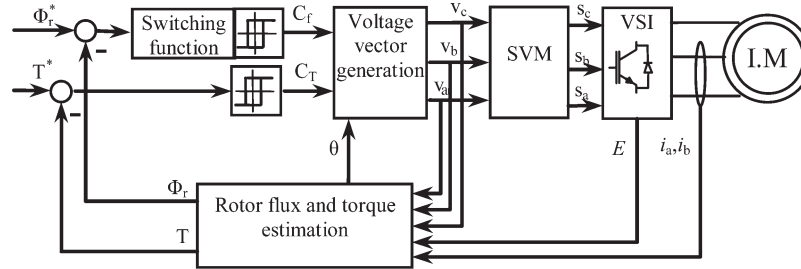 Φr*
Switching
function
Cf
Voltage
vector
generation
vc
vb
va
SVM
sc
sb
sa
VSI
I.M
T*
CT
θ
E
ia,ib
Φr
T
Rotor flux and torque
estimation